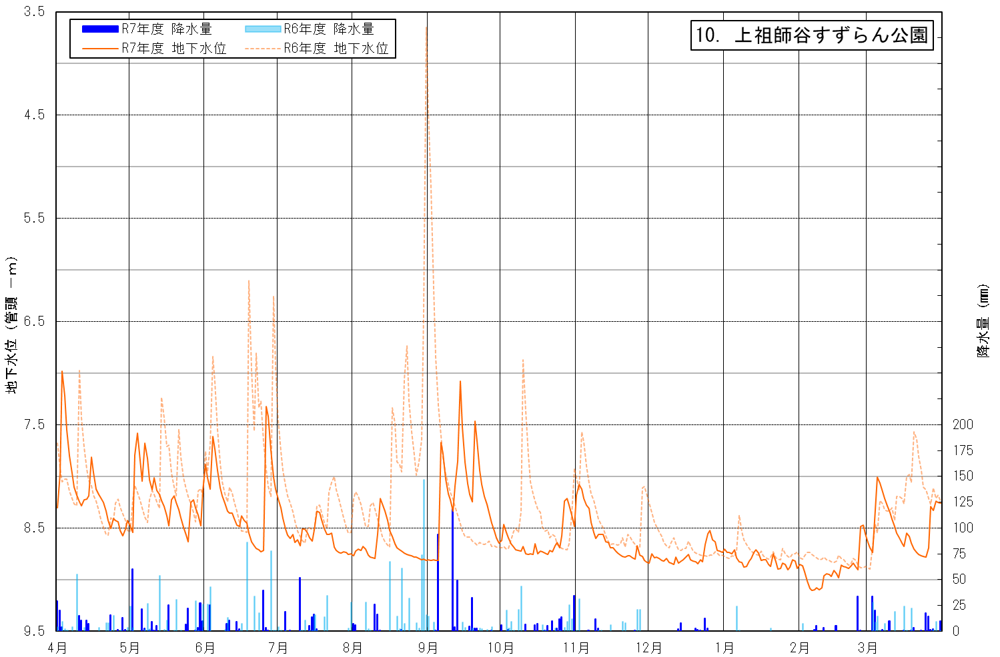 10. 上祖師谷すずらん公園
R7年度 降水量
R6年度 降水量
R7年度 地下水位
R6年度 地下水位
地下水位 (管頭 -m)
3.5
4.5
5.5
6.5
7.5
8.5
9.5
降水量 (㎜)
200
175
150
125
100
75
50
25
0
4月 5月 6月 7月 8月 9月 10月 11月 12月 1月 2月 3月